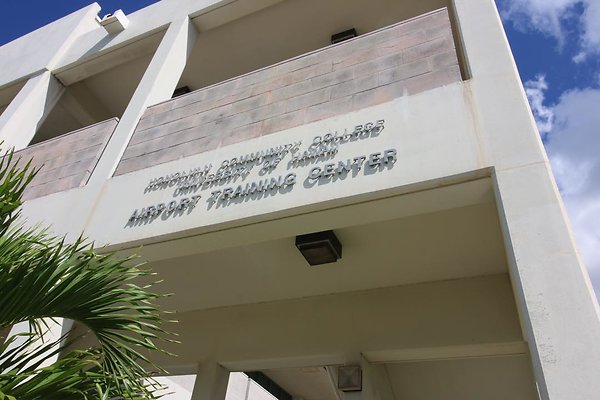 HONOLULU COMMUNITY COLLEGE
UNIVERSITY OF HAWAII
AIRPORT TRAINING CENTER